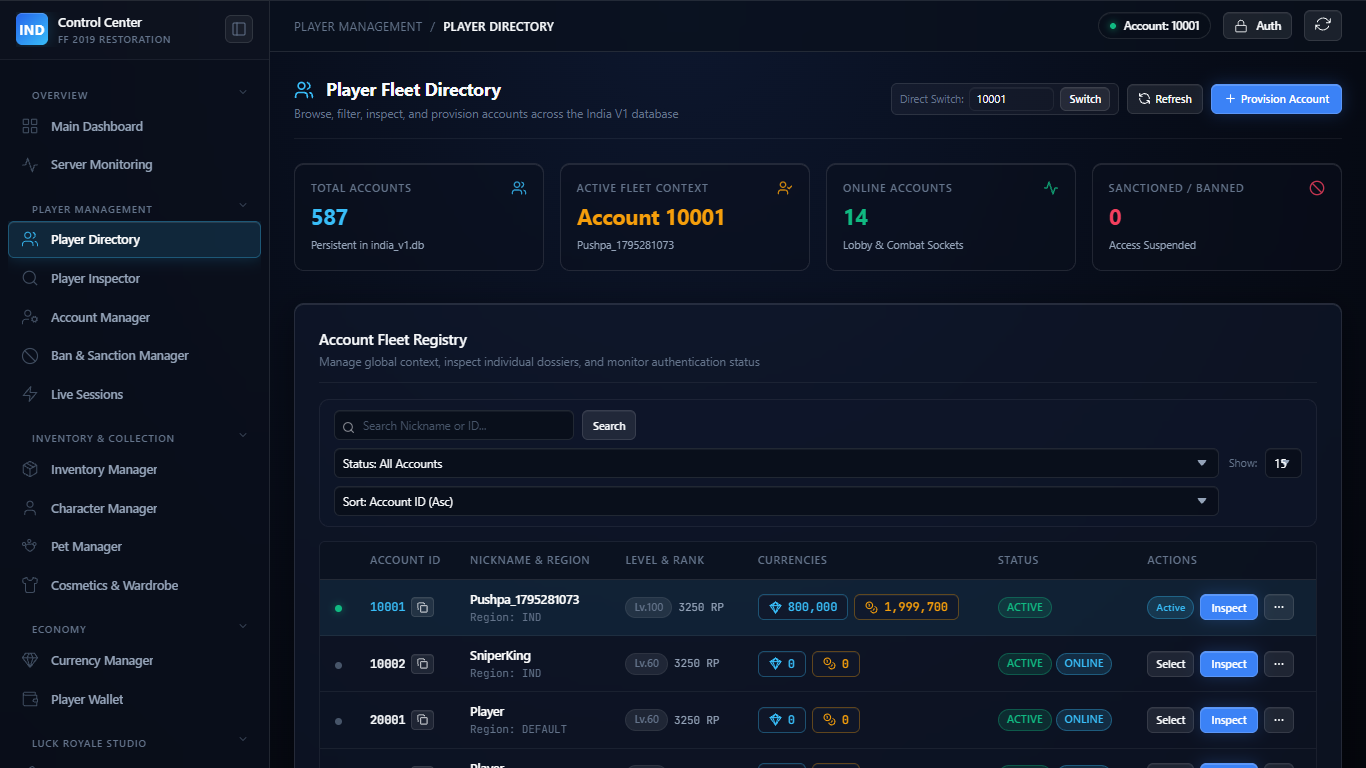 IND
Control Center
FF 2019 RESTORATION
OVERVIEW
Main Dashboard
Server Monitoring
PLAYER MANAGEMENT
Player Directory
Player Inspector
Account Manager
Ban & Sanction Manager
Live Sessions
INVENTORY & COLLECTION
Inventory Manager
Character Manager
Pet Manager
Cosmetics & Wardrobe
ECONOMY
Currency Manager
Player Wallet
LUCK ROYALE STUDIO
PLAYER MANAGEMENT / PLAYER DIRECTORY
Account: 10001
Auth
Player Fleet Directory
Browse, filter, inspect, and provision accounts across the India V1 database
Direct Switch: 10001 Switch
Refresh
+ Provision Account
TOTAL ACCOUNTS
587
Persistent in india_v1.db
ACTIVE FLEET CONTEXT
Account 10001
Pushpa_1795281073
ONLINE ACCOUNTS
14
Lobby & Combat Sockets
SANCTIONED / BANNED
0
Access Suspended
Account Fleet Registry
Manage global context, inspect individual dossiers, and monitor authentication status
Search Nickname or ID... Search
Status: All Accounts Show: 15
Sort: Account ID (Asc)
ACCOUNT ID NICKNAME & REGION LEVEL & RANK CURRENCIES STATUS ACTIONS
10001 Pushpa_1795281073 Lv.100 3250 RP 800,000 1,999,700 ACTIVE Active Inspect ...
Region: IND
10002 SniperKing Lv.60 3250 RP 0 0 ACTIVE ONLINE Select Inspect ...
Region: IND
20001 Player Lv.60 3250 RP 0 0 ACTIVE ONLINE Select Inspect ...
Region: DEFAULT
Player